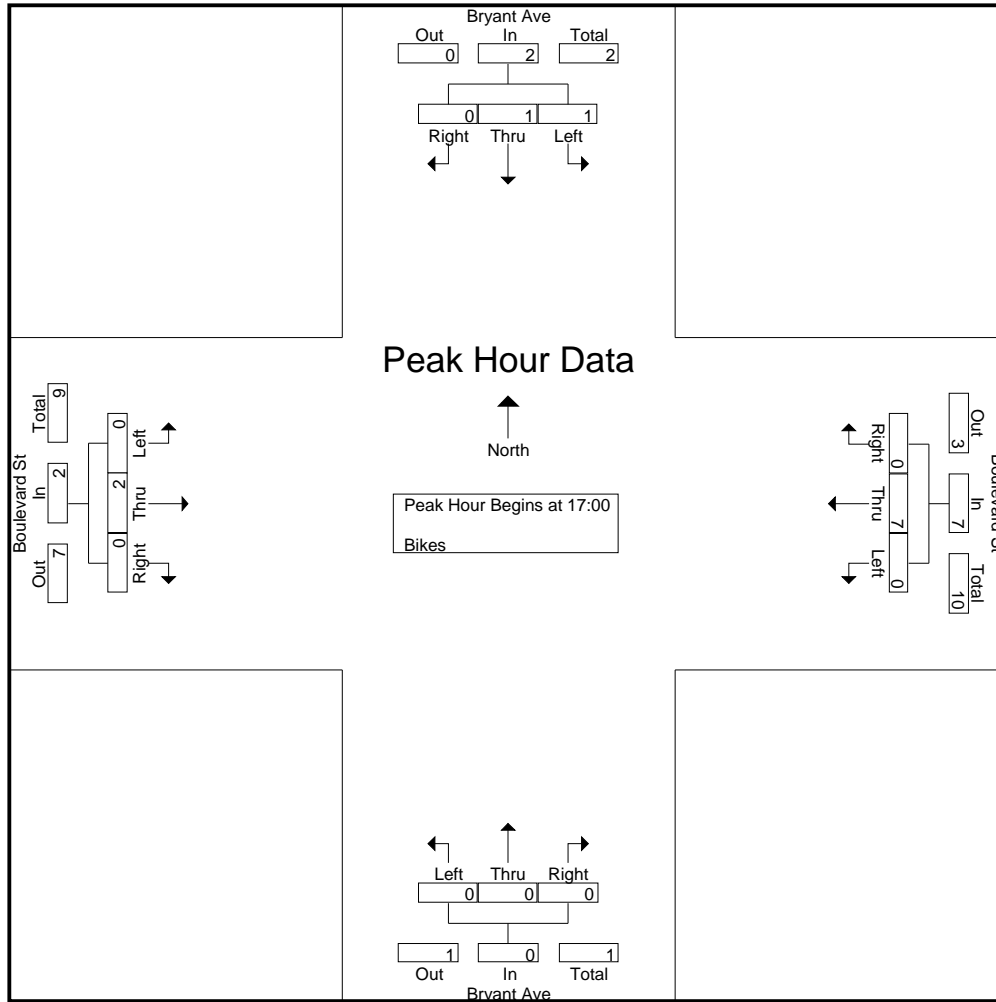 Bryant Ave
Out In Total
0 2 2
0 1 1
Right Thru Left
Peak Hour Data
North
Peak Hour Begins at 17:00
Bikes
Boulevard St
Total In Out
9 2 7
0 2 0
Left Thru Right
Boulevard St
Out In Total
3 7 10
0 7 0
Right Thru Left
Left Thru Right
0 0 0
1 0 1
Out In Total
Bryant Ave